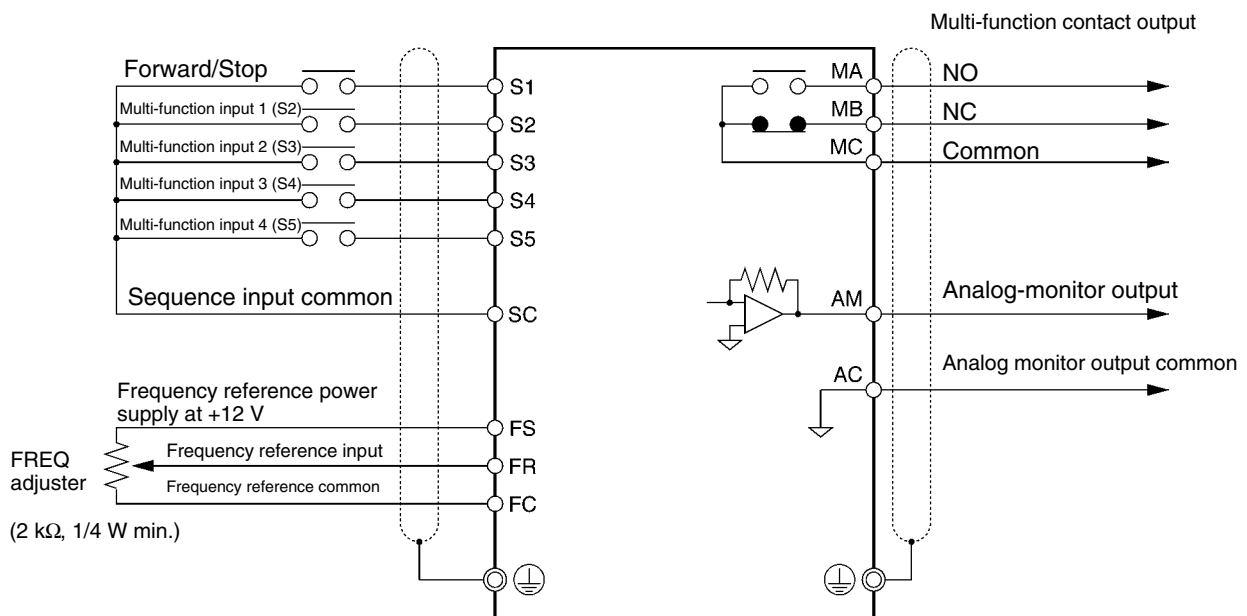 Multi-function contact output
Forward/Stop
S1
Multi-function input 1 (S2)
S2
Multi-function input 2 (S3)
S3
Multi-function input 3 (S4)
S4
Multi-function input 4 (S5)
S5
Sequence input common
SC
Frequency reference power
supply at +12 V
FS
FREQ
adjuster
Frequency reference input
FR
Frequency reference common
FC
(2 kΩ, 1/4 W min.)
MA
NO
MB
NC
MC
Common
AM
Analog-monitor output
AC
Analog monitor output common